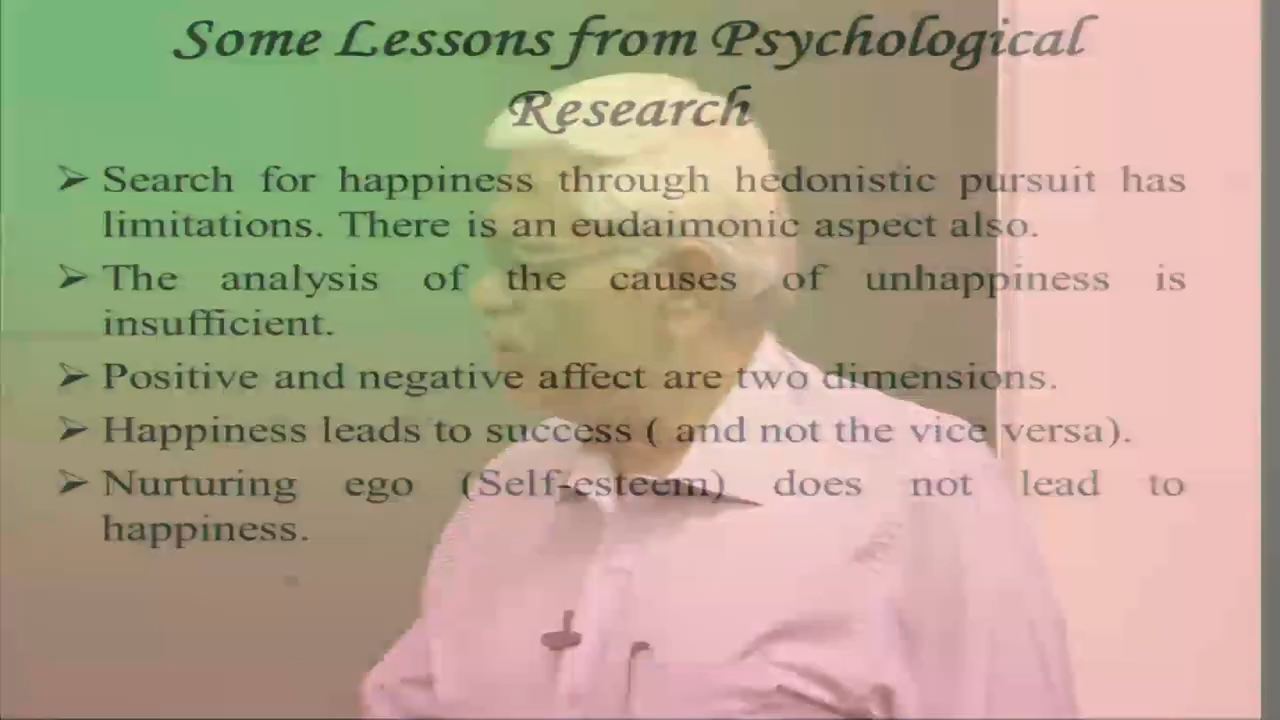 Some Lessons from Psychological
Research
➢ Search for happiness through hedonistic pursuit has
limitations. There is an eudaimonic aspect also.
➢ The analysis of the causes of unhappiness is
insufficient.
➢ Positive and negative affect are two dimensions.
➢ Happiness leads to success ( and not the vice versa).
➢ Nurturing ego (Self-esteem) does not lead to
happiness.